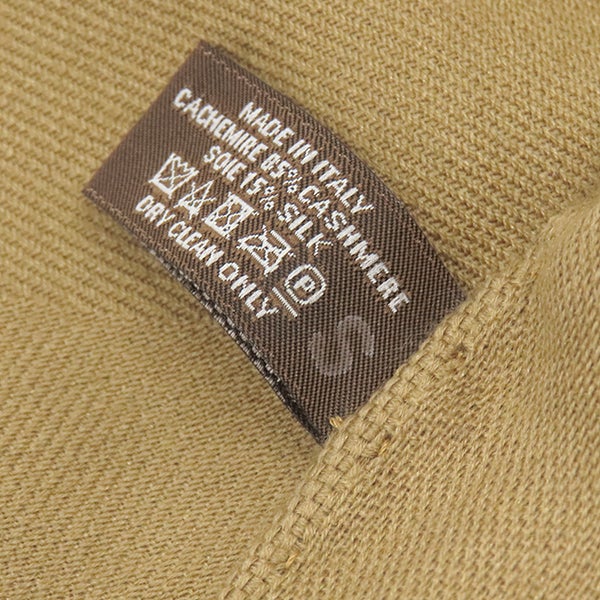 MADE IN ITALY
CACHEMIRE 85% CASHMERE
SOIE 15% SILK
P
DRY CLEAN ONLY
S